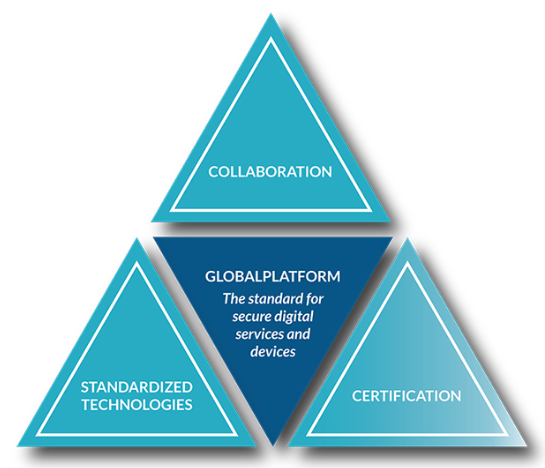 COLLABORATION
GLOBALPLATFORM
The standard for
secure digital
services and
devices
STANDARDIZED
TECHNOLOGIES
CERTIFICATION